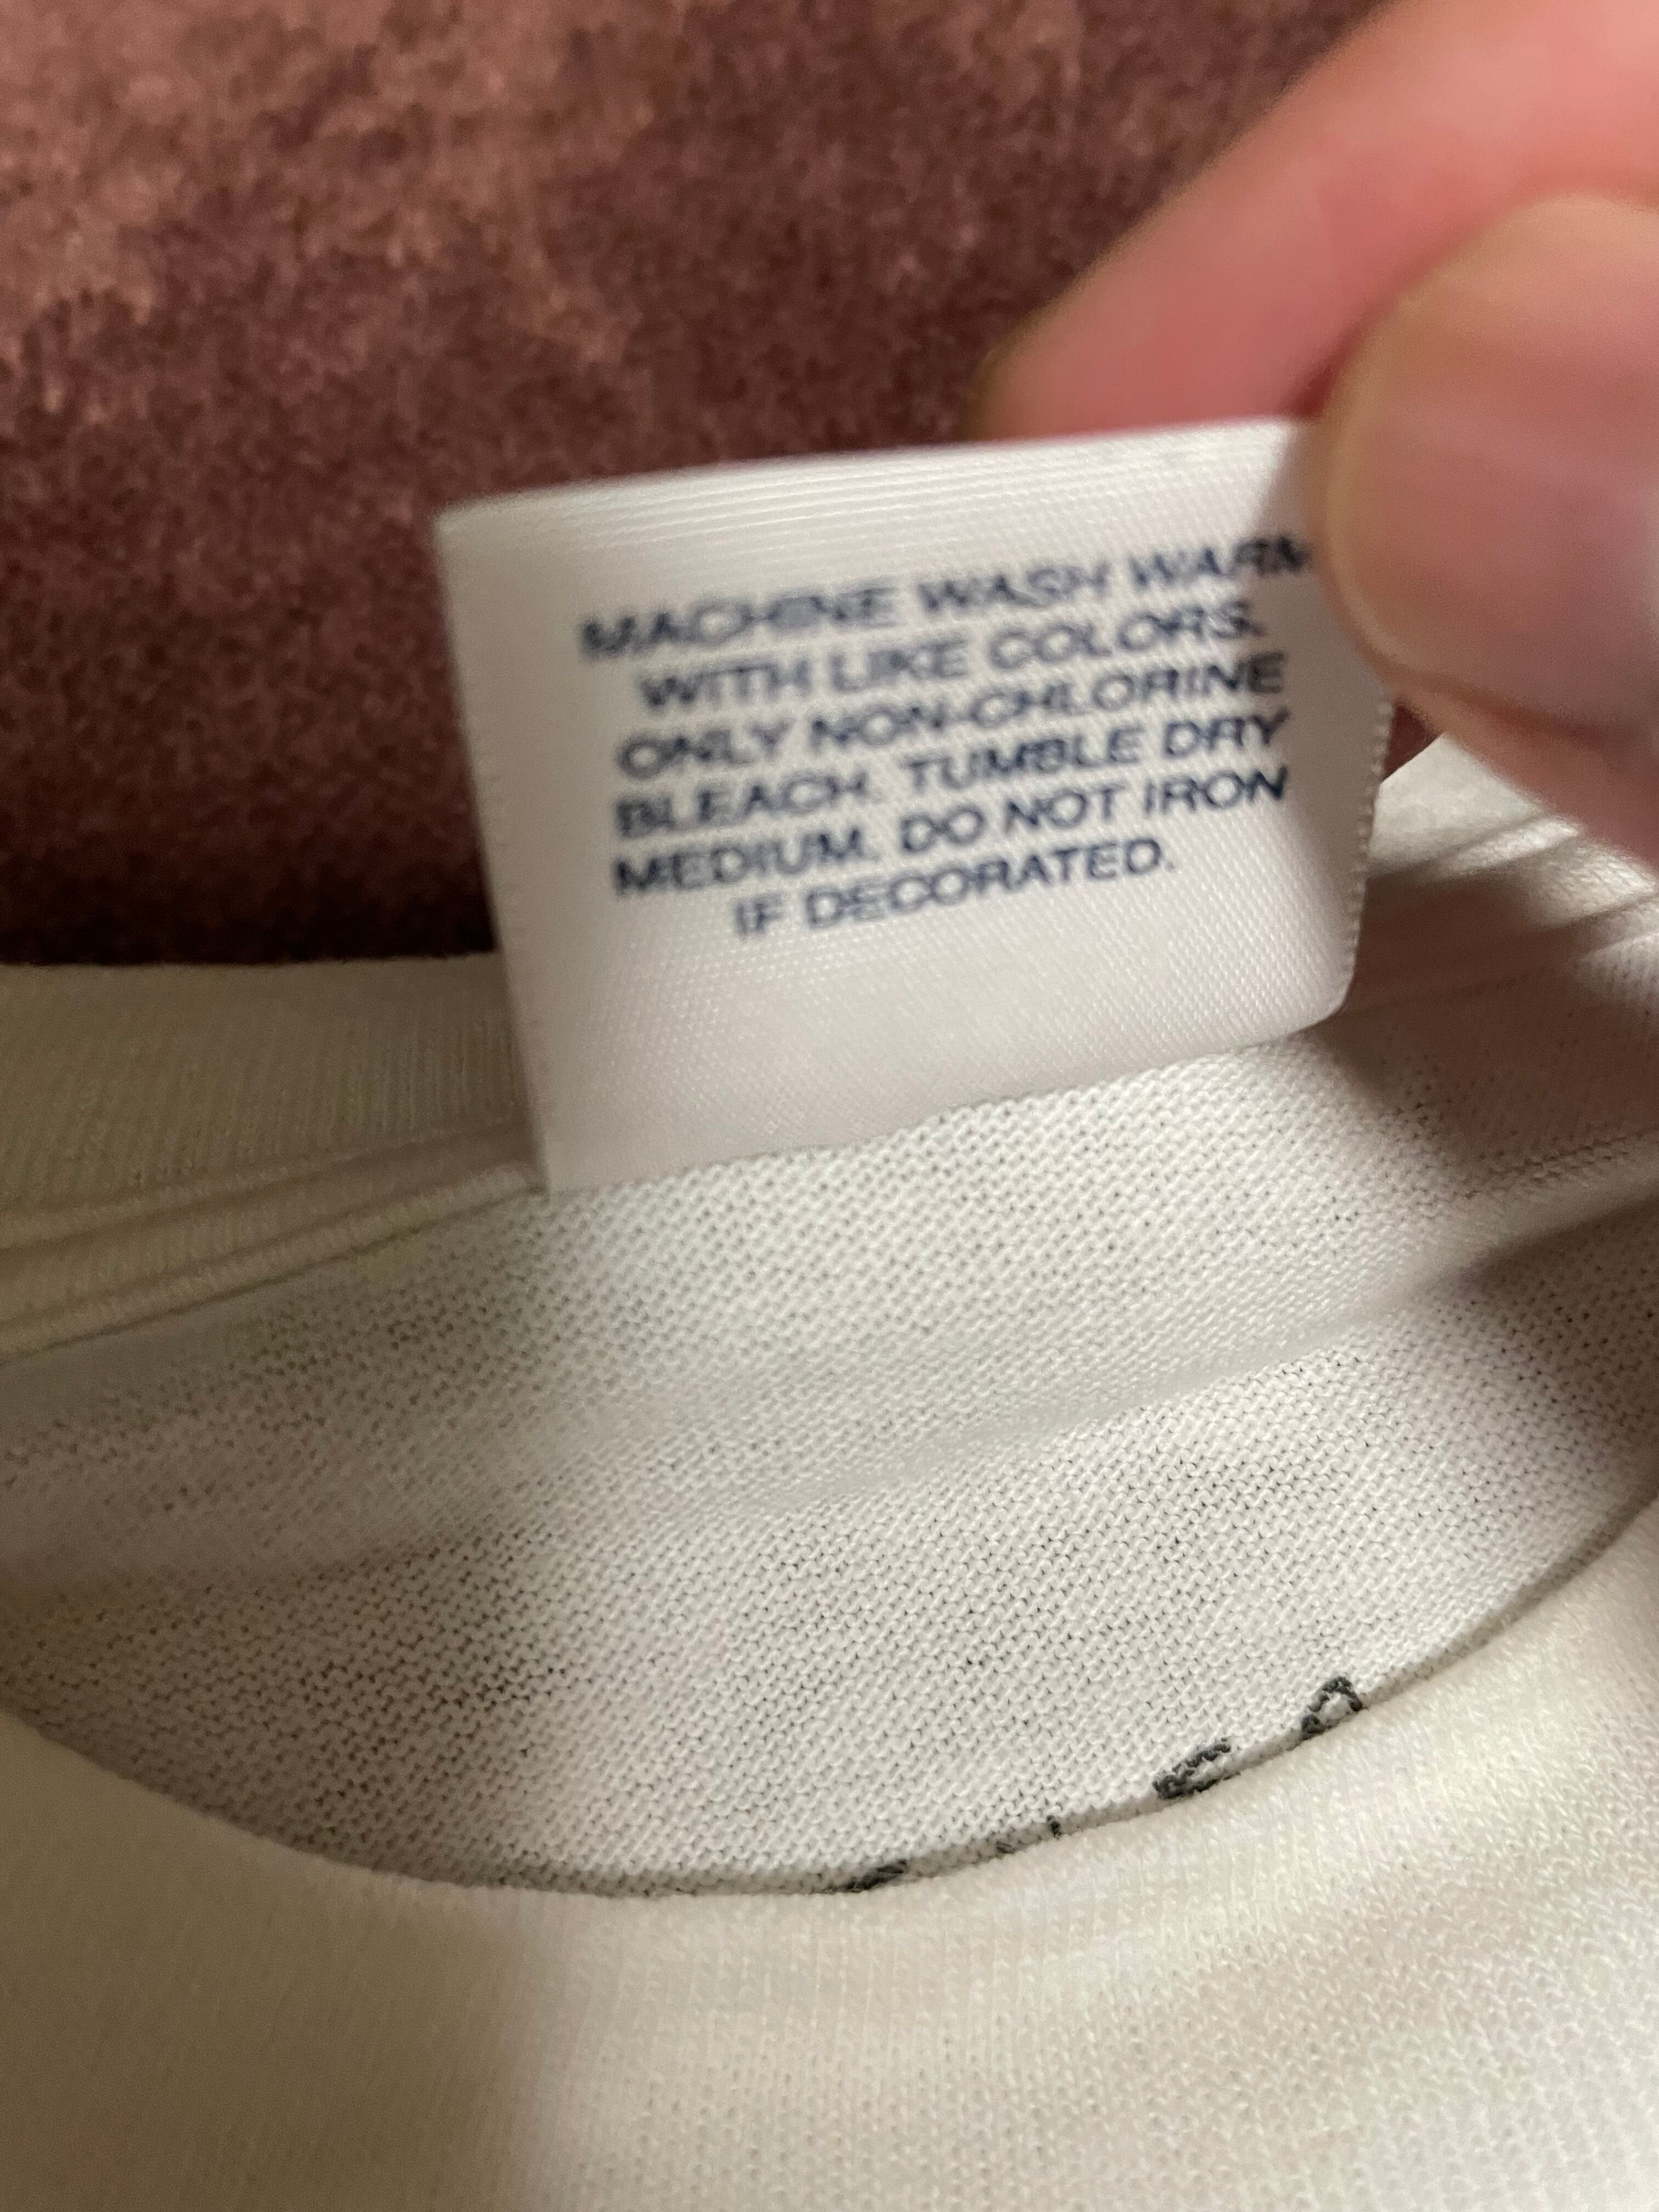 MACHINE WASH WARM
WITH LIKE COLORS.
ONLY NON-CHLORINE
BLEACH. TUMBLE DRY
MEDIUM. DO NOT IRON
IF DECORATED.